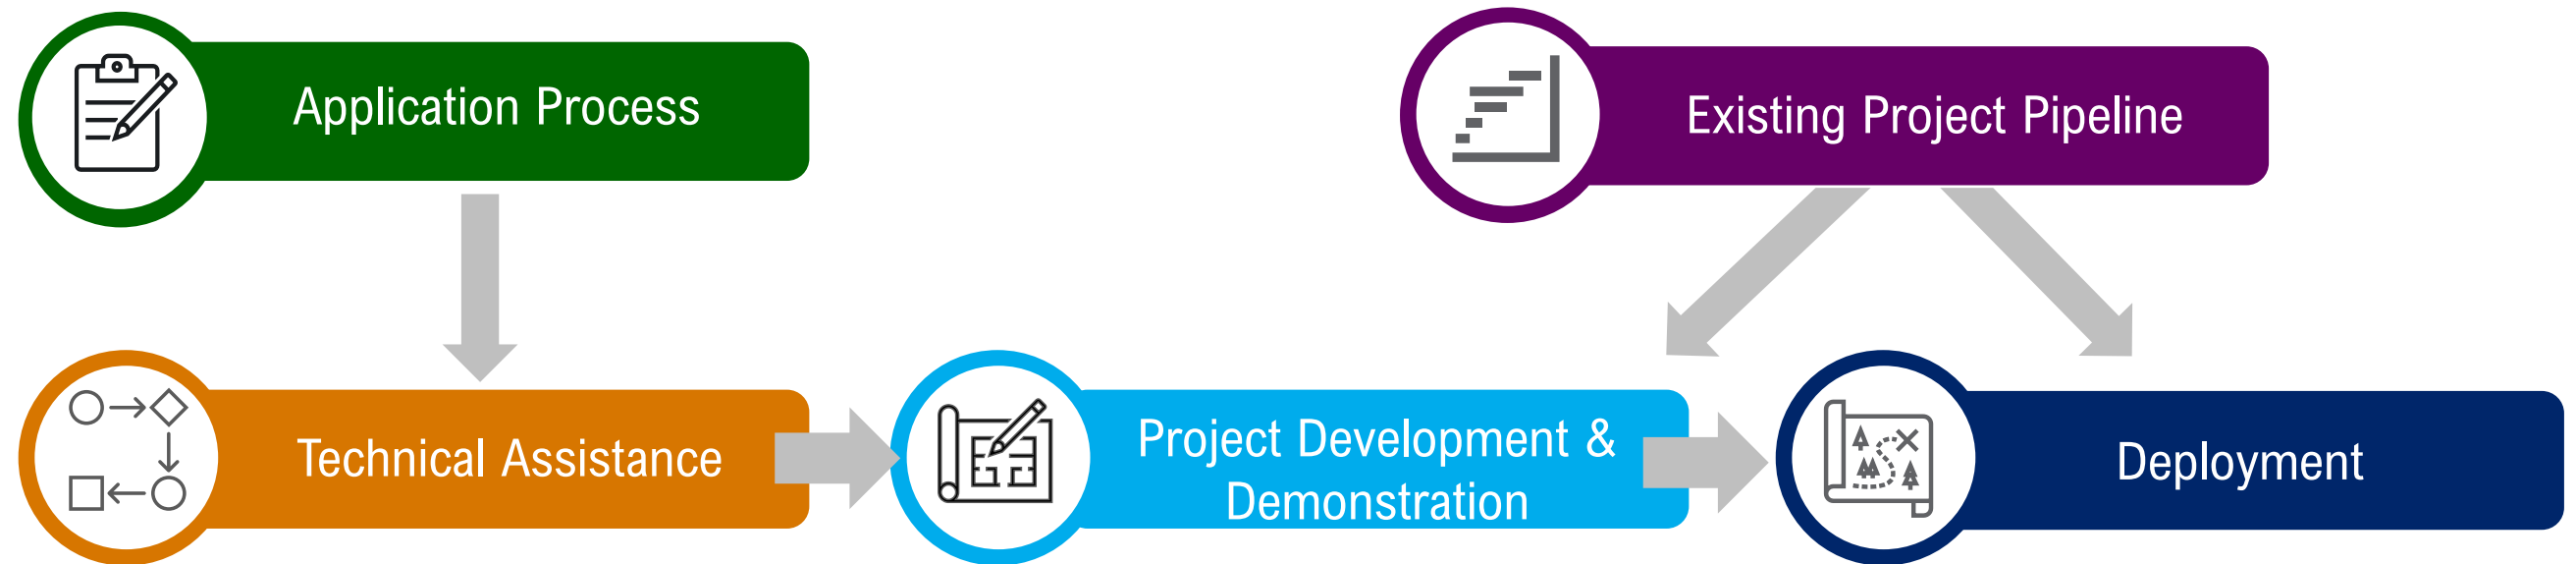 Application Process
Existing Project Pipeline
Technical Assistance
Project Development &
Demonstration
Deployment